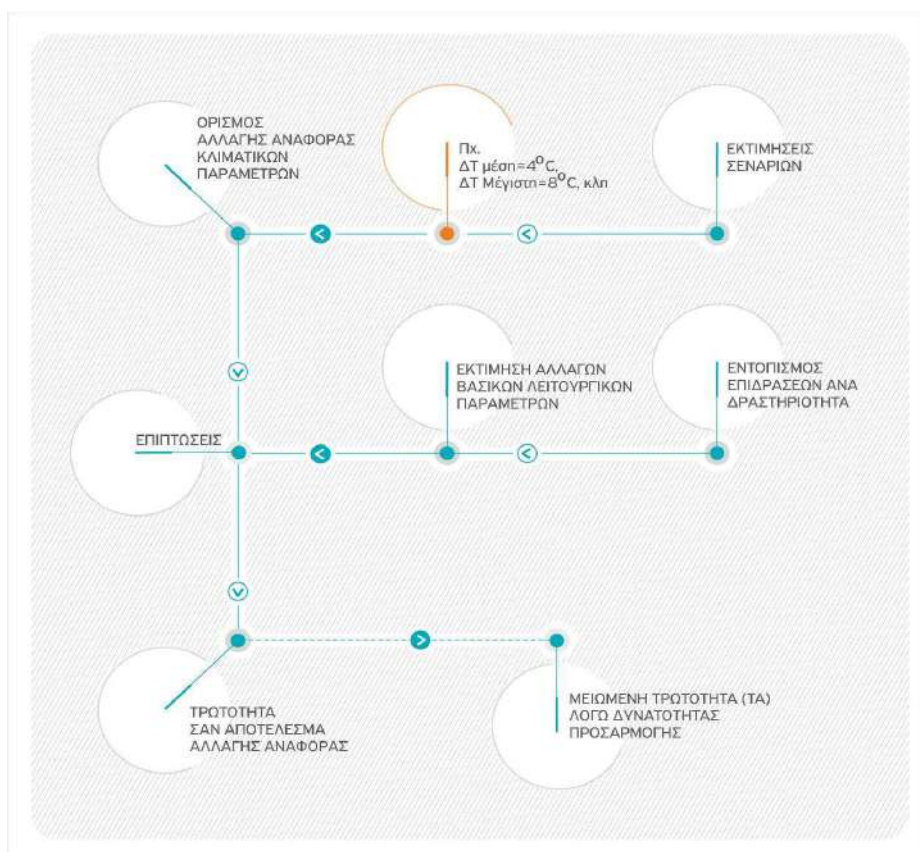 ΟΡΙΣΜΟΣ
ΑΛΛΑΓΗΣ ΑΝΑΦΟΡΑΣ
ΚΛΙΜΑΤΙΚΩΝ
ΠΑΡΑΜΕΤΡΩΝ
Πχ.
ΔΤ μέση=4°C,
ΔΤ Μέγιστη=8°C, κλπ
ΕΚΤΙΜΗΣΕΙΣ
ΣΕΝΑΡΙΩΝ
ΕΚΤΙΜΗΣΗ ΑΛΛΑΓΩΝ
ΒΑΣΙΚΩΝ ΛΕΙΤΟΥΡΓΙΚΩΝ
ΠΑΡΑΜΕΤΡΩΝ
ΕΝΤΟΠΙΣΜΟΣ
ΕΠΙΔΡΑΣΕΩΝ ΑΝΑ
ΔΡΑΣΤΗΡΙΟΤΗΤΑ
ΕΠΙΠΤΩΣΕΙΣ
ΤΡΩΤΟΤΗΤΑ
ΣΑΝ ΑΠΟΤΕΛΕΣΜΑ
ΑΛΛΑΓΗΣ ΑΝΑΦΟΡΑΣ
ΜΕΙΩΜΕΝΗ ΤΡΩΤΟΤΗΤΑ (ΤΑ)
ΛΟΓΩ ΔΥΝΑΤΟΤΗΤΑΣ
ΠΡΟΣΑΡΜΟΓΗΣ